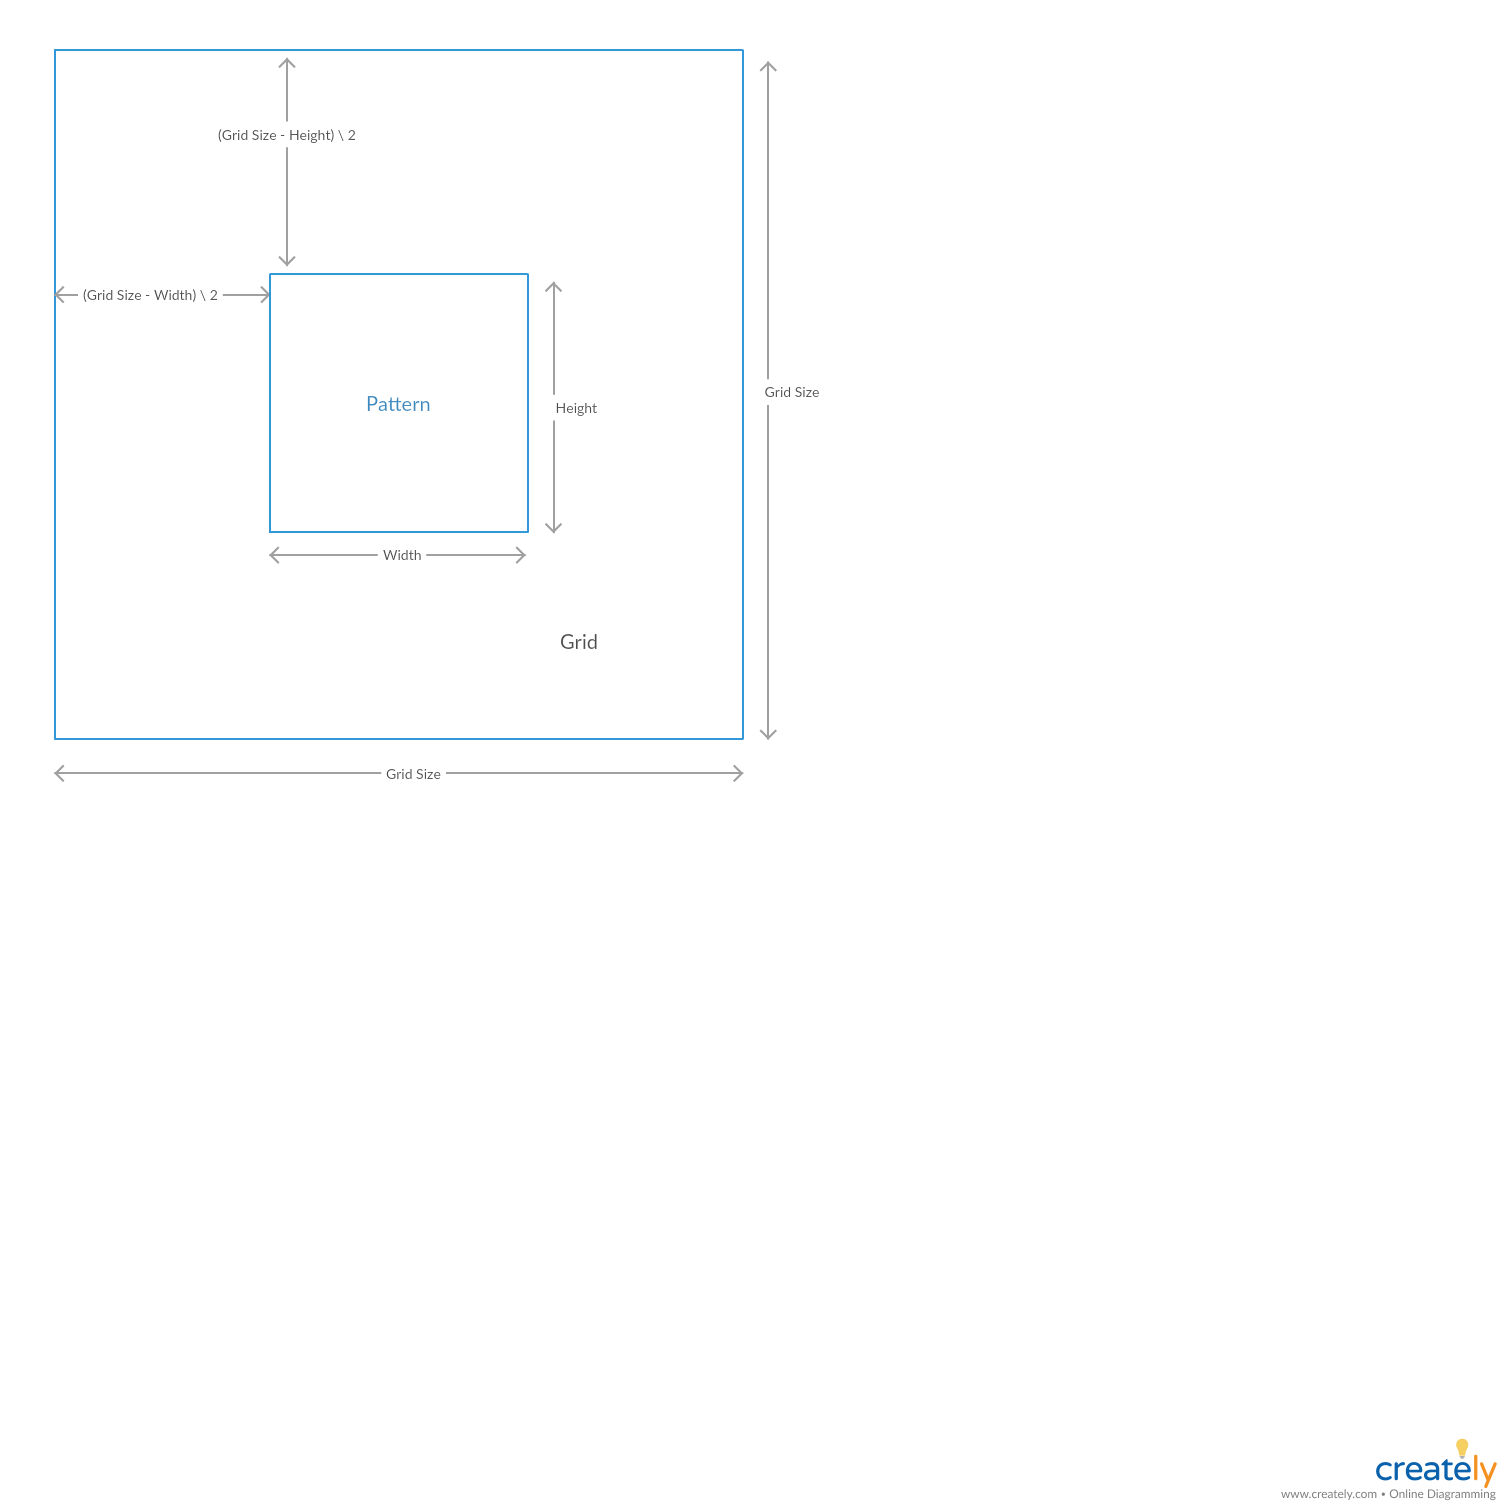 (Grid Size - Height) \ 2
(Grid Size - Width) \ 2
Pattern
Height
Grid Size
Width
Grid
Grid Size
creately
www.creately.com • Online Diagramming